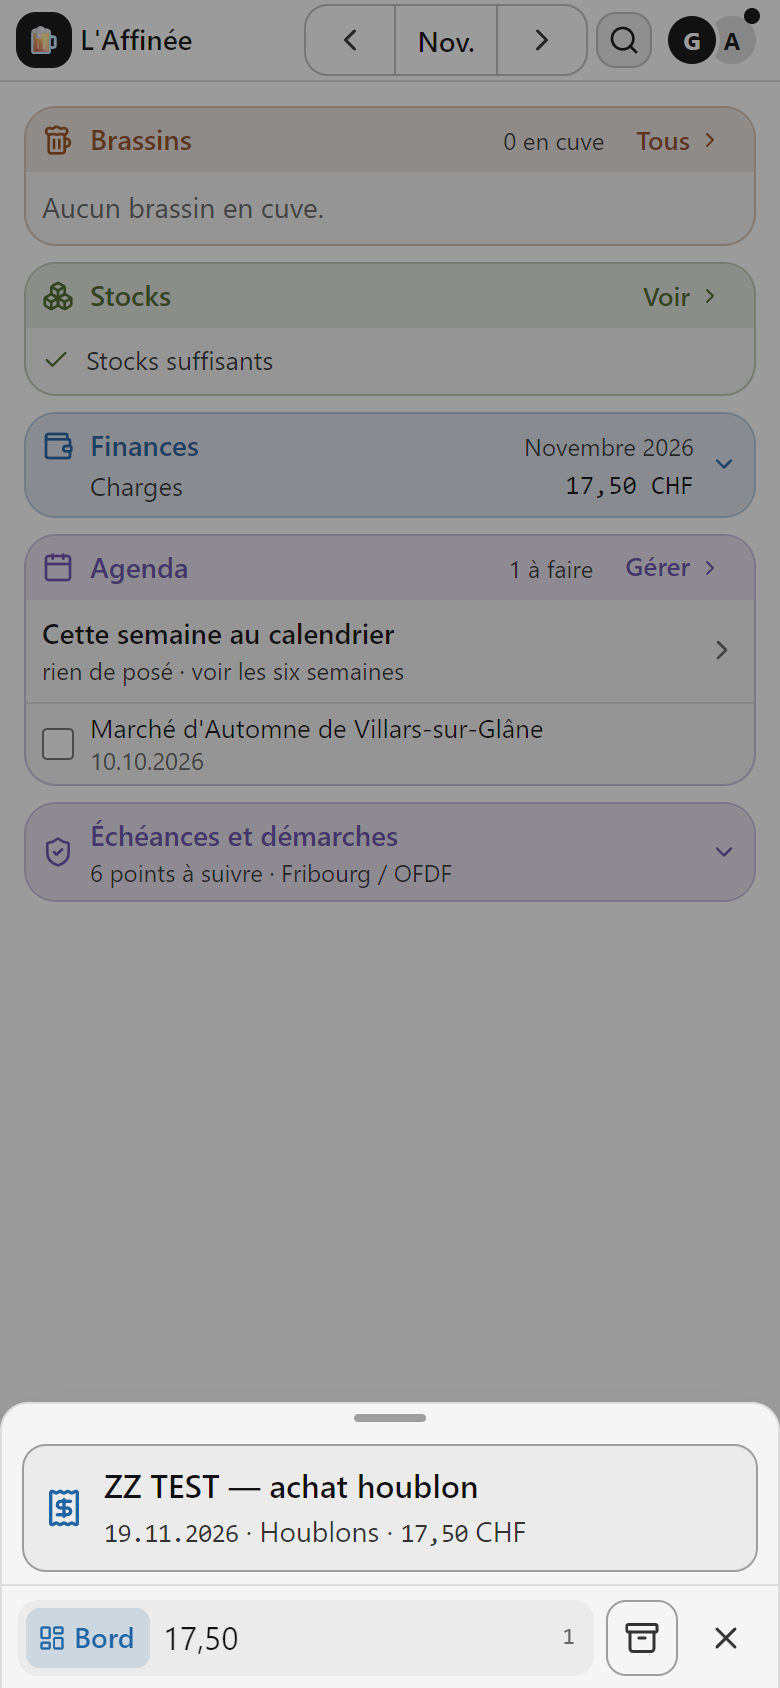 L'Affinée
Nov.
G A
Brassins 0 en cuve Tous
Aucun brassin en cuve.
Stocks Voir
Stocks suffisants
Finances Novembre 2026
Charges 17,50 CHF
Agenda 1 à faire Gérer
Cette semaine au calendrier
rien de posé · voir les six semaines
Marché d'Automne de Villars-sur-Glâne
10.10.2026
Échéances et démarches
6 points à suivre · Fribourg / OFDF
ZZ TEST — achat houblon
19.11.2026 · Houblons · 17,50 CHF
Bord 17,50 1